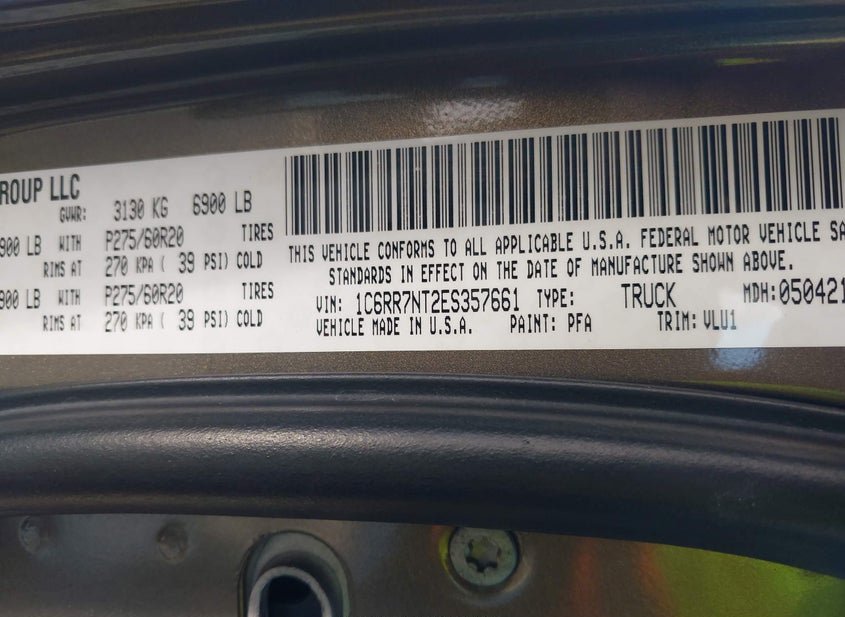 ROUP LLC
GVWR: 3130 KG 6900 LB
900 LB WITH P275/60R20 TIRES
RIMS AT 270 KPA ( 39 PSI) COLD
900 LB WITH P275/60R20 TIRES
RIMS AT 270 KPA ( 39 PSI) COLD
THIS VEHICLE CONFORMS TO ALL APPLICABLE U.S.A. FEDERAL MOTOR VEHICLE SA
STANDARDS IN EFFECT ON THE DATE OF MANUFACTURE SHOWN ABOVE.
VIN: 1C6RR7NT2ES357661 TYPE: TRUCK MDH:050421
VEHICLE MADE IN U.S.A. PAINT: PFA TRIM: VLU1